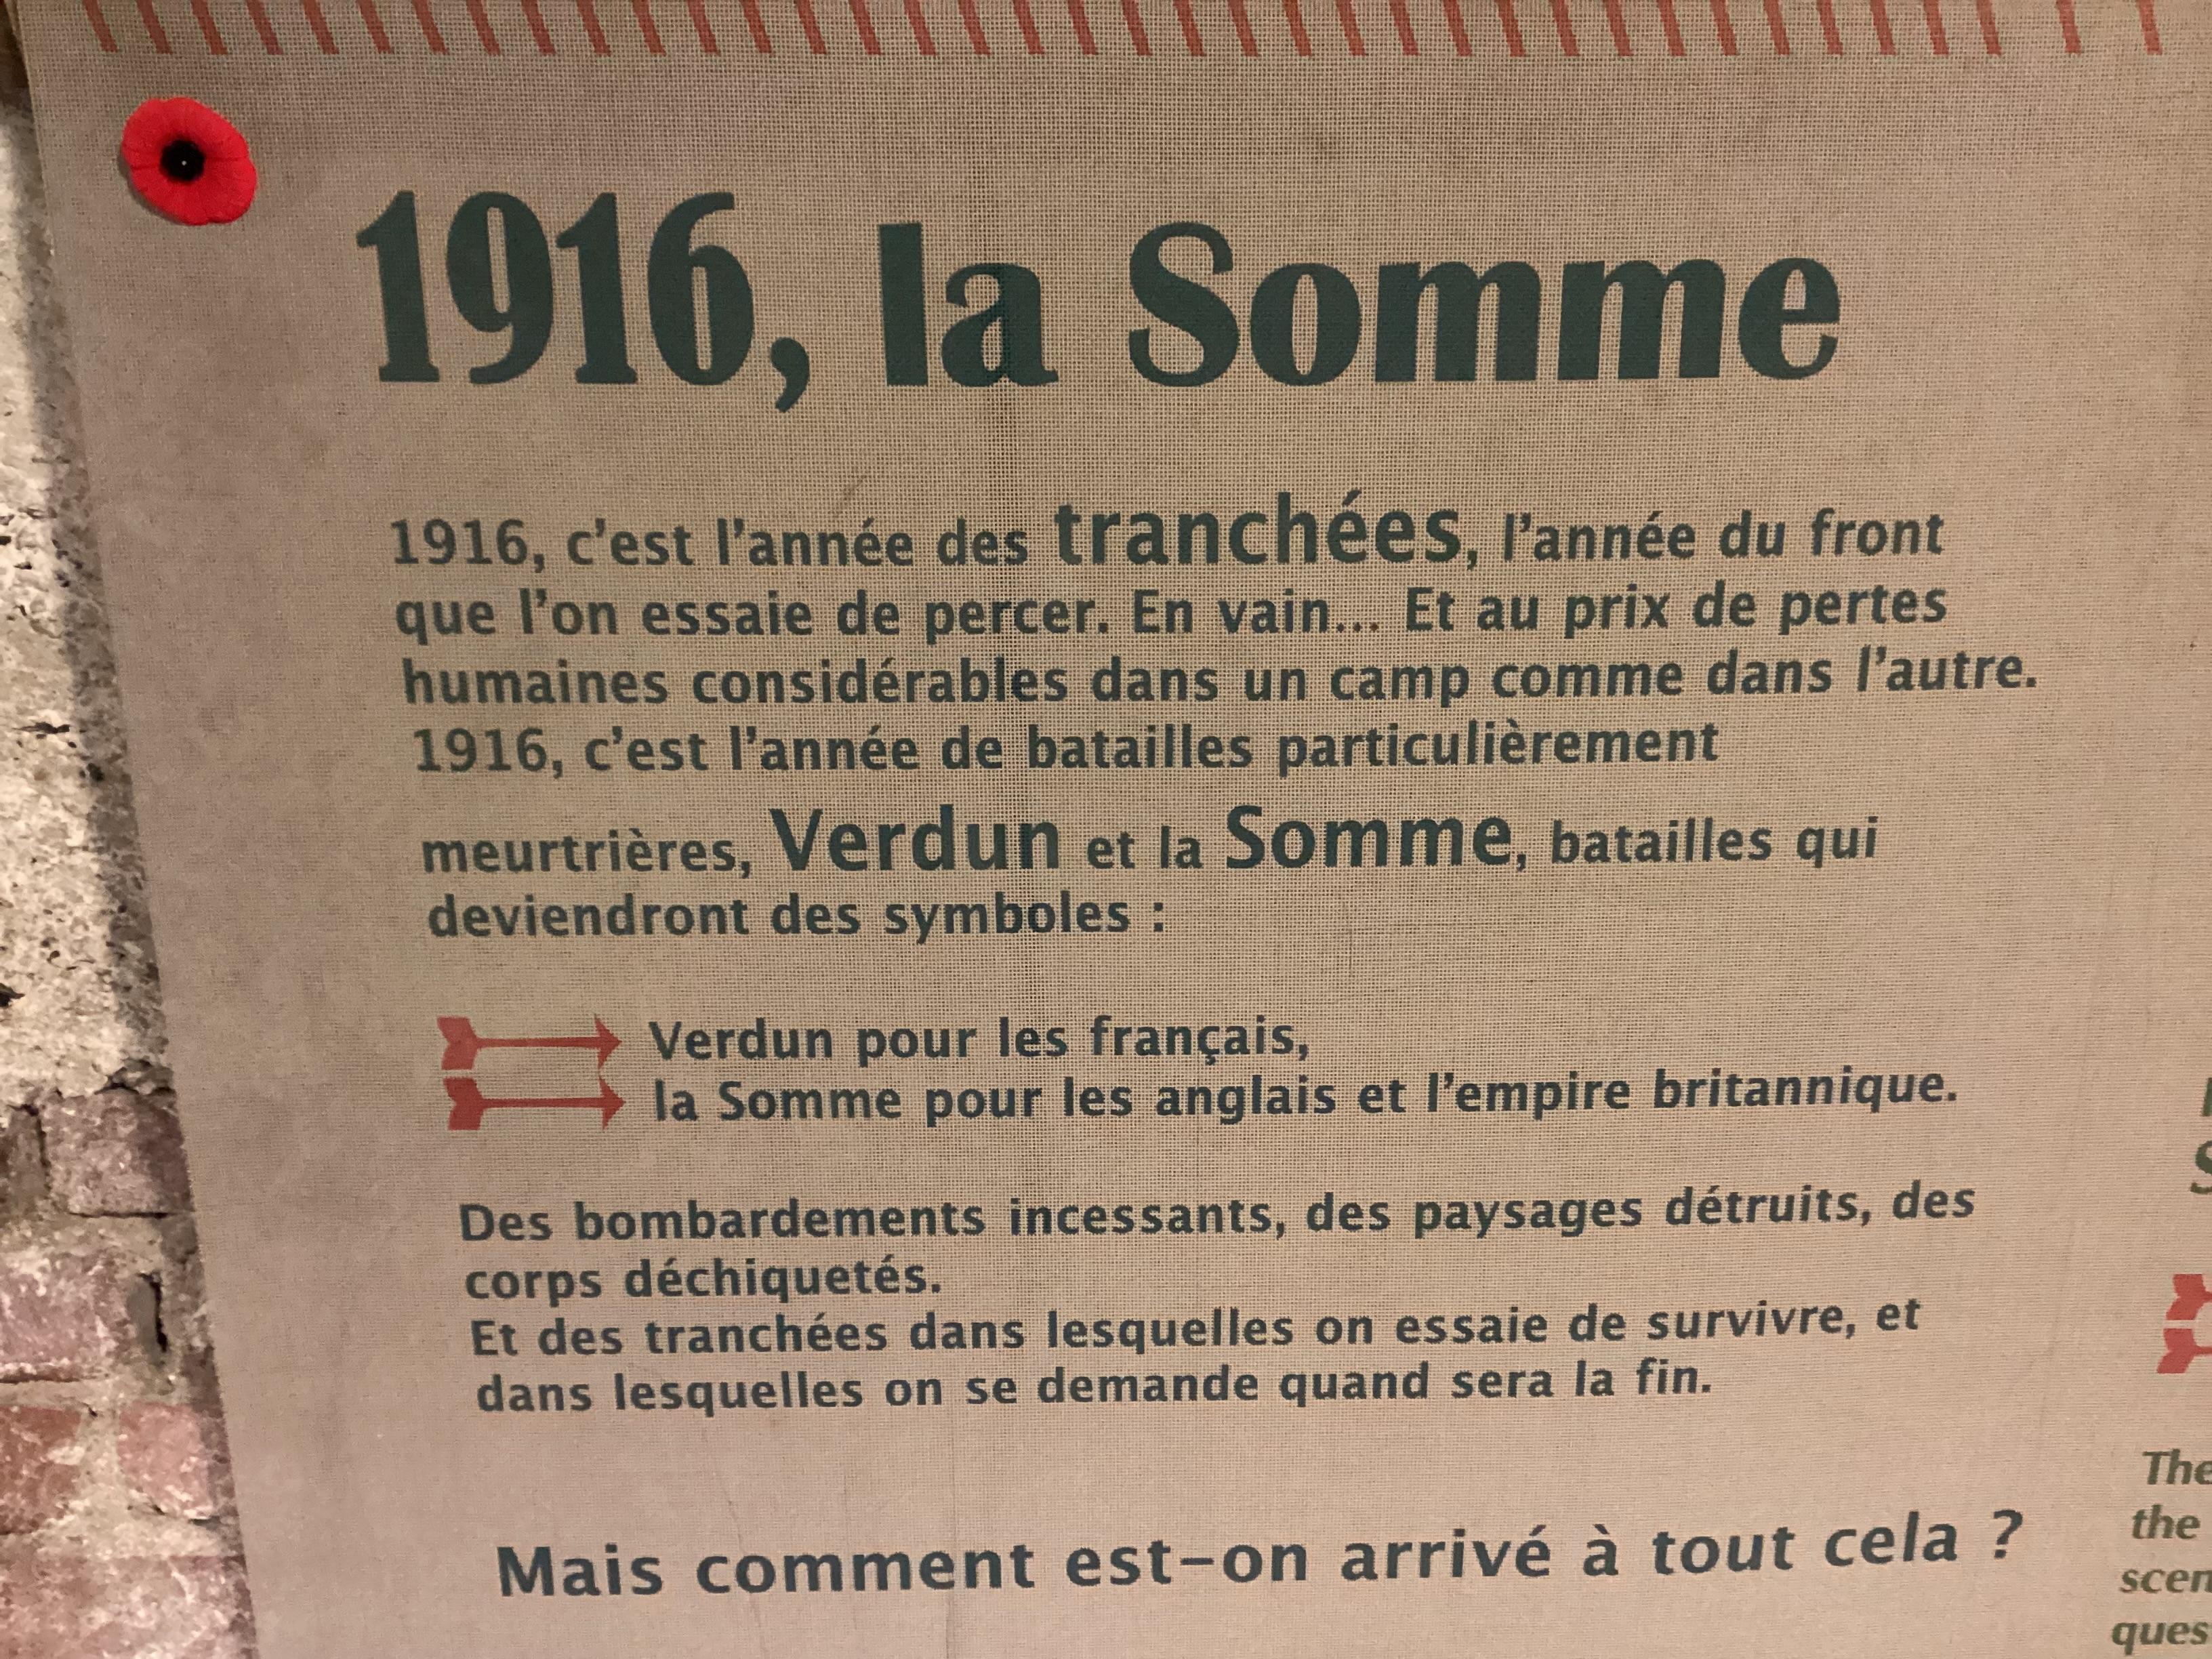 1916, la Somme
1916, c'est l'année des tranchées, l'année du front
que l'on essaie de percer. En vain... Et au prix de pertes
humaines considérables dans un camp comme dans l'autre.
1916, c'est l'année de batailles particulièrement
meurtrières, Verdun et la Somme, batailles qui
deviendront des symboles :
Verdun pour les français,
la Somme pour les anglais et l'empire britannique.
Des bombardements incessants, des paysages détruits, des
corps déchiquetés.
Et des tranchées dans lesquelles on essaie de survivre, et
dans lesquelles on se demande quand sera la fin.
Mais comment est-on arrivé à tout cela ?
The
the